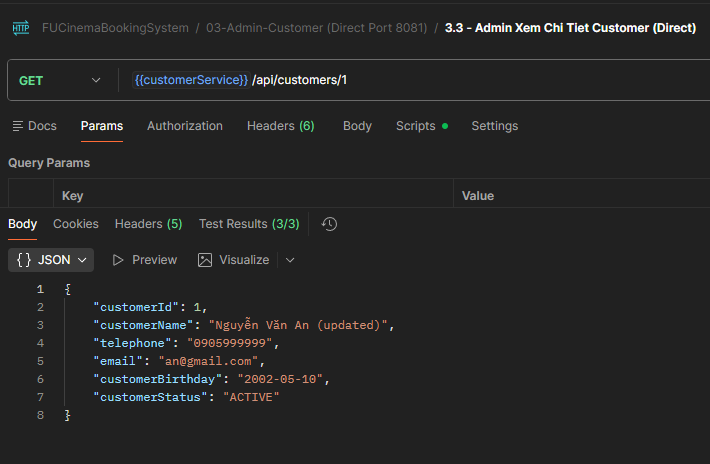 HTTP FUCinemaBookingSystem / 03-Admin-Customer (Direct Port 8081) / 3.3 - Admin Xem Chi Tiet Customer (Direct)
GET {{customerService}}/api/customers/1
Docs Params Authorization Headers (6) Body Scripts Settings
Query Params
Key Value
Body Cookies Headers (5) Test Results (3/3)
{} JSON Preview Visualize
1 {
2 "customerId": 1,
3 "customerName": "Nguyễn Văn An (updated)",
4 "telephone": "0905999999",
5 "email": "an@gmail.com",
6 "customerBirthday": "2002-05-10",
7 "customerStatus": "ACTIVE"
8 }